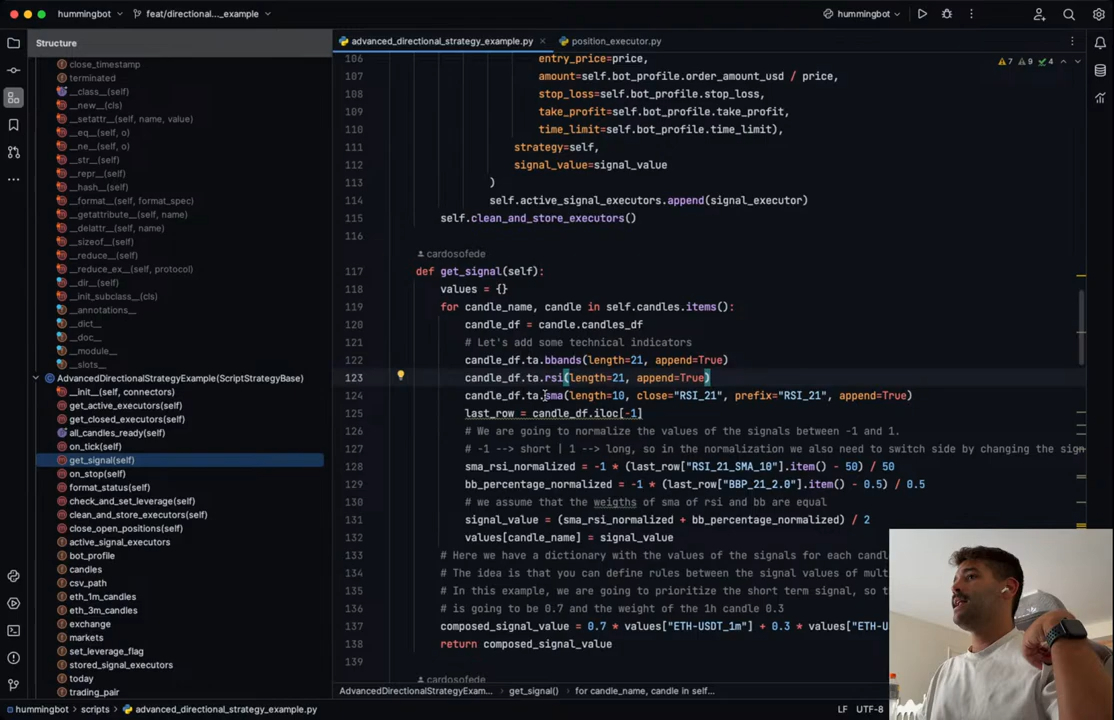 hummingbot
feat/directional..._example
hummingbot
Structure
advanced_directional_strategy_example.py
position_executor.py
close_timestamp
terminated
__class__(self)
__new__(cls)
__setattr__(self, name, value)
__eq__(self, o)
__ne__(self, o)
__str__(self)
__repr__(self)
__hash__(self)
__format__(self, format_spec)
__getattribute__(self, name)
__delattr__(self, name)
__sizeof__(self)
__reduce__(self)
__reduce_ex__(self, protocol)
__dir__(self)
__init_subclass__(cls)
__annotations__
__dict__
__doc__
__module__
__slots__
AdvancedDirectionalStrategyExample(ScriptStrategyBase)
__init__(self, connectors)
get_active_executors(self)
get_closed_executors(self)
all_candles_ready(self)
on_tick(self)
get_signal(self)
on_stop(self)
format_status(self)
check_and_set_leverage(self)
clean_and_store_executors(self)
close_open_positions(self)
active_signal_executors
bot_profile
candles
csv_path
eth_1m_candles
eth_3m_candles
exchange
markets
set_leverage_flag
stored_signal_executors
today
trading_pair
7 9 4
106 entry_price=price,
107 amount=self.bot_profile.order_amount_usd / price,
108 stop_loss=self.bot_profile.stop_loss,
109 take_profit=self.bot_profile.take_profit,
110 time_limit=self.bot_profile.time_limit),
111 strategy=self,
112 signal_value=signal_value
113 )
114 self.active_signal_executors.append(signal_executor)
115 self.clean_and_store_executors()
116
cardosofede
117 def get_signal(self):
118 values = {}
119 for candle_name, candle in self.candles.items():
120 candle_df = candle.candles_df
121 # Let's add some technical indicators
122 candle_df.ta.bbands(length=21, append=True)
123 candle_df.ta.rsi(length=21, append=True)
124 candle_df.ta.sma(length=10, close="RSI_21", prefix="RSI_21", append=True)
125 last_row = candle_df.iloc[-1]
126 # We are going to normalize the values of the signals between -1 and 1.
127 # -1 --> short | 1 --> long, so in the normalization we also need to switch side by changing the sig
128 sma_rsi_normalized = -1 * (last_row["RSI_21_SMA_10"].item() - 50) / 50
129 bb_percentage_normalized = -1 * (last_row["BBP_21_2.0"].item() - 0.5) / 0.5
130 # we assume that the weigths of sma of rsi and bb are equal
131 signal_value = (sma_rsi_normalized + bb_percentage_normalized) / 2
132 values[candle_name] = signal_value
133 # Here we have a dictionary with the values of the signals for each cand
134 # The idea is that you can define rules between the signal values of mult
135 # In this example, we are going to prioritize the short term signal, so t
136 # is going to be 0.7 and the weight of the 1h candle 0.3
137 composed_signal_value = 0.7 * values["ETH-USDT_1m"] + 0.3 * values["ETH-U
138 return composed_signal_value
139
cardosofede
AdvancedDirectionalStrategyExam... get_signal() for candle_name, candle in self...
hummingbot scripts advanced_directional_strategy_example.py
LF UTF-8